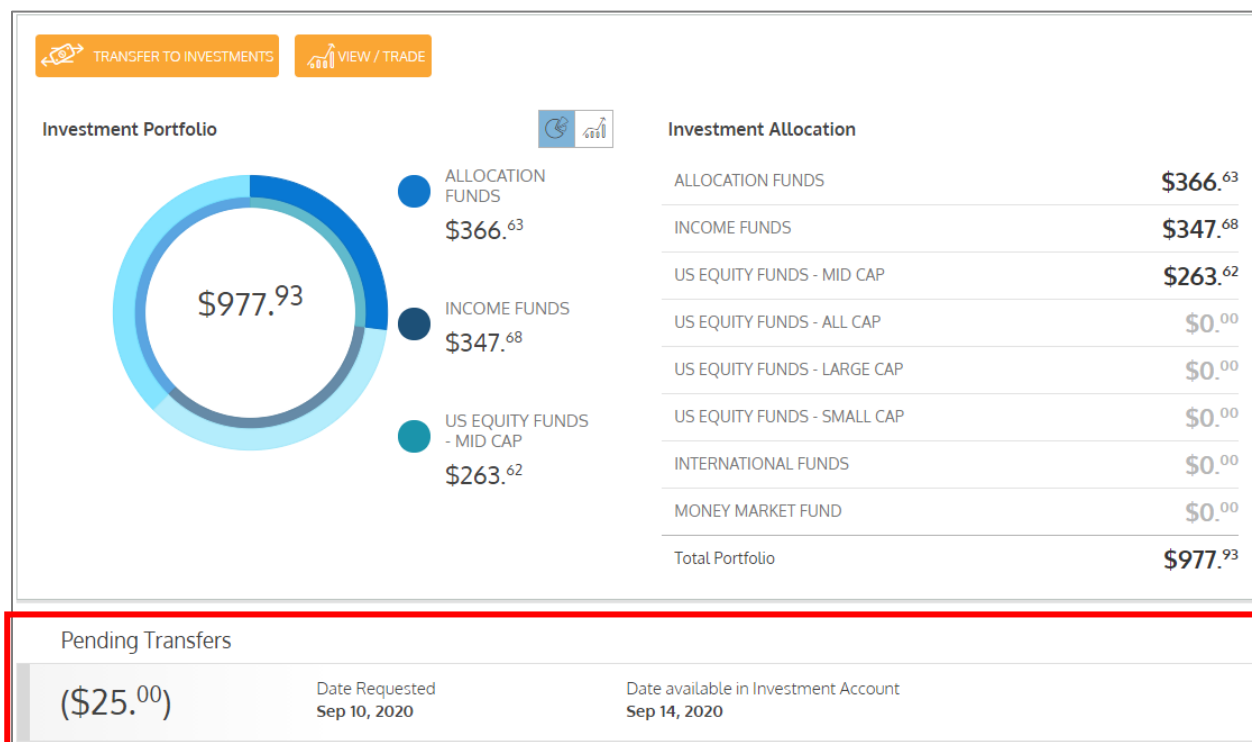 TRANSFER TO INVESTMENTS
VIEW / TRADE
Investment Portfolio
$977.93
ALLOCATION
FUNDS
$366.63
INCOME FUNDS
$347.68
US EQUITY FUNDS
- MID CAP
$263.62
Investment Allocation
ALLOCATION FUNDS $366.63
INCOME FUNDS $347.68
US EQUITY FUNDS - MID CAP $263.62
US EQUITY FUNDS - ALL CAP $0.00
US EQUITY FUNDS - LARGE CAP $0.00
US EQUITY FUNDS - SMALL CAP $0.00
INTERNATIONAL FUNDS $0.00
MONEY MARKET FUND $0.00
Total Portfolio $977.93
Pending Transfers
($25.00)
Date Requested
Sep 10, 2020
Date available in Investment Account
Sep 14, 2020